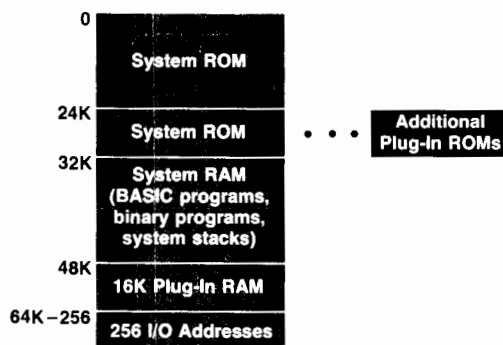 0
System ROM
24K
System ROM
• • •
Additional
Plug-In ROMs
32K
System RAM
(BASIC programs,
binary programs,
system stacks)
48K
16K Plug-In RAM
64K–256
256 I/O Addresses